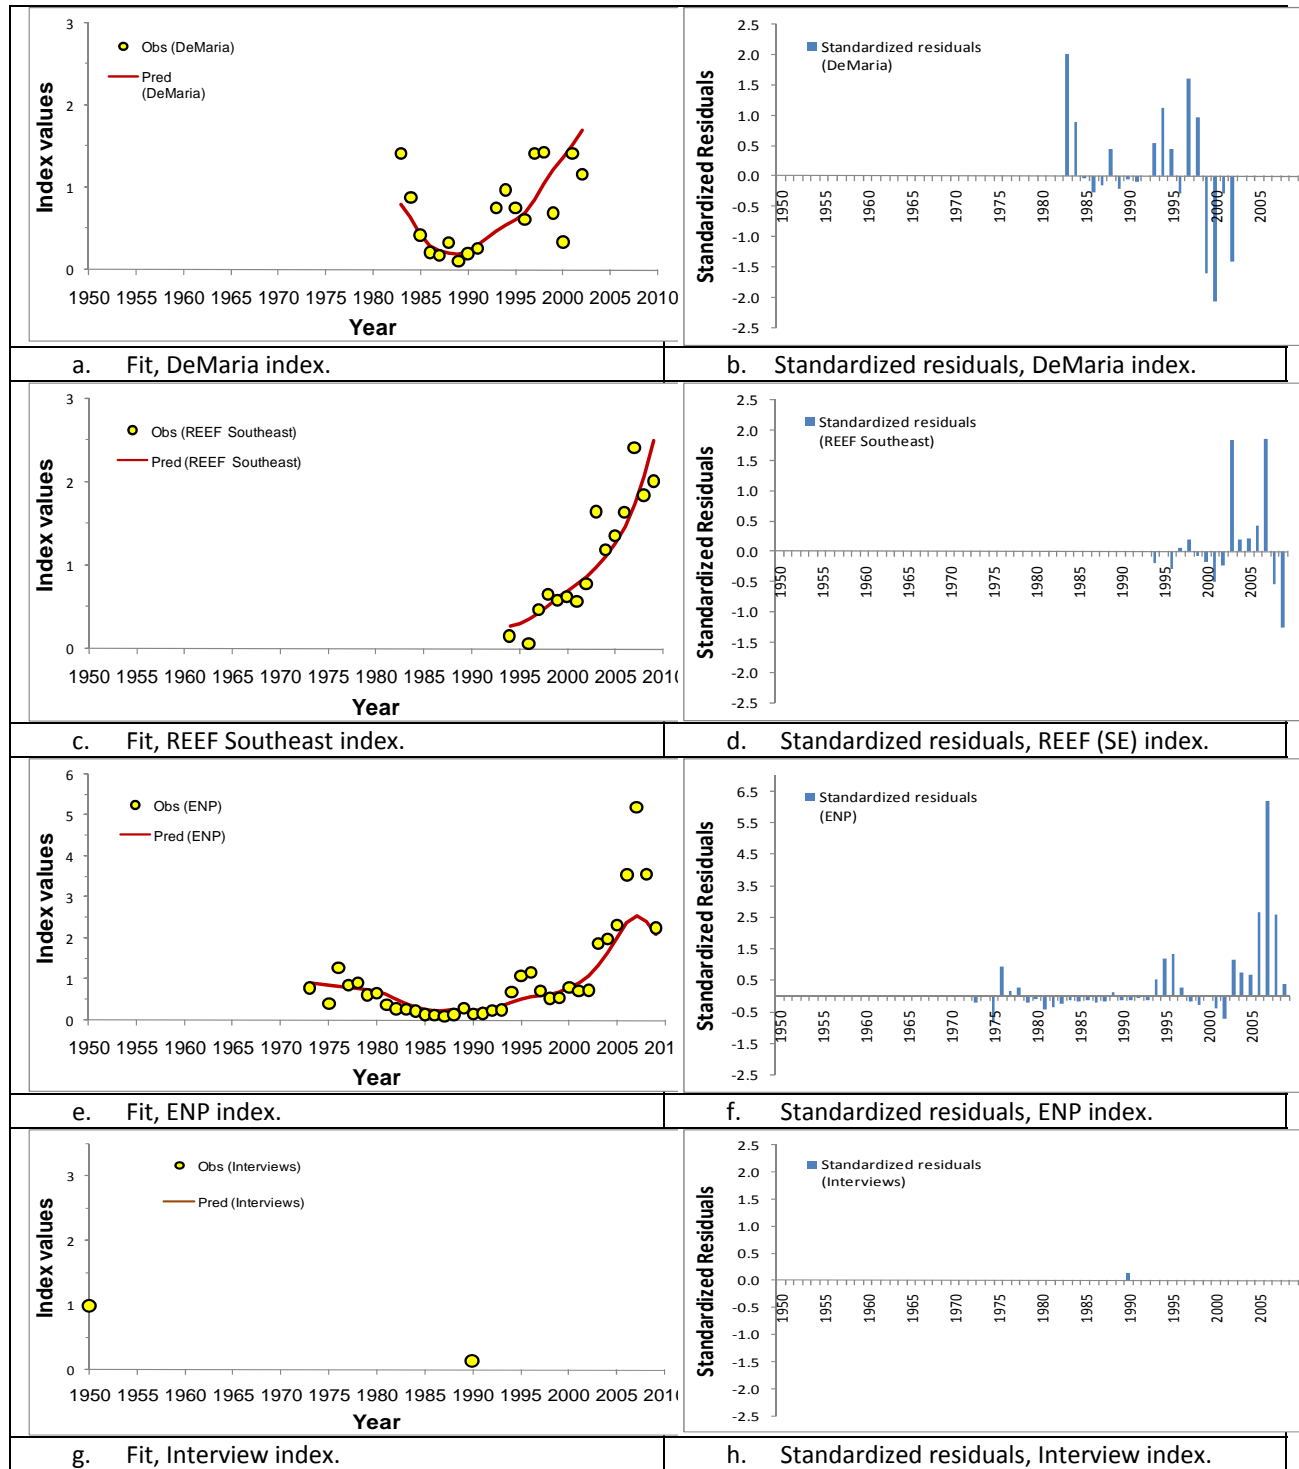 3
2
1
0
Index values
Obs (DeMaria)
Pred
(DeMaria)
1950 1955 1960 1965 1970 1975 1980 1985 1990 1995 2000 2005 2010
Year
2.5
2.0
1.5
1.0
0.5
0.0
-0.5
-1.0
-1.5
-2.0
-2.5
Standardized Residuals
Standardized residuals
(DeMaria)
1950 1955 1960 1965 1970 1975 1980 1985 1990 1995 2000 2005
a. Fit, DeMaria index.
b. Standardized residuals, DeMaria index.
3
2
1
0
Index values
Obs (REEF Southeast)
Pred (REEF Southeast)
1950 1955 1960 1965 1970 1975 1980 1985 1990 1995 2000 2005 2010
Year
2.5
2.0
1.5
1.0
0.5
0.0
-0.5
-1.0
-1.5
-2.0
-2.5
Standardized Residuals
Standardized residuals
(REEF Southeast)
1950 1955 1960 1965 1970 1975 1980 1985 1990 1995 2000 2005
c. Fit, REEF Southeast index.
d. Standardized residuals, REEF (SE) index.
6
5
4
3
2
1
0
Index values
Obs (ENP)
Pred (ENP)
1950 1955 1960 1965 1970 1975 1980 1985 1990 1995 2000 2005 201
Year
6.5
5.5
4.5
3.5
2.5
1.5
0.5
-0.5
-1.5
-2.5
Standardized Residuals
Standardized residuals
(ENP)
1950 1955 1960 1965 1970 1975 1980 1985 1990 1995 2000 2005
e. Fit, ENP index.
f. Standardized residuals, ENP index.
3
2
1
0
Index values
Obs (Interviews)
Pred (Interviews)
1950 1955 1960 1965 1970 1975 1980 1985 1990 1995 2000 2005 201
Year
2.5
2.0
1.5
1.0
0.5
0.0
-0.5
-1.0
-1.5
-2.0
-2.5
Standardized Residuals
Standardized residuals
(Interviews)
1950 1955 1960 1965 1970 1975 1980 1985 1990 1995 2000 2005
g. Fit, Interview index.
h. Standardized residuals, Interview index.